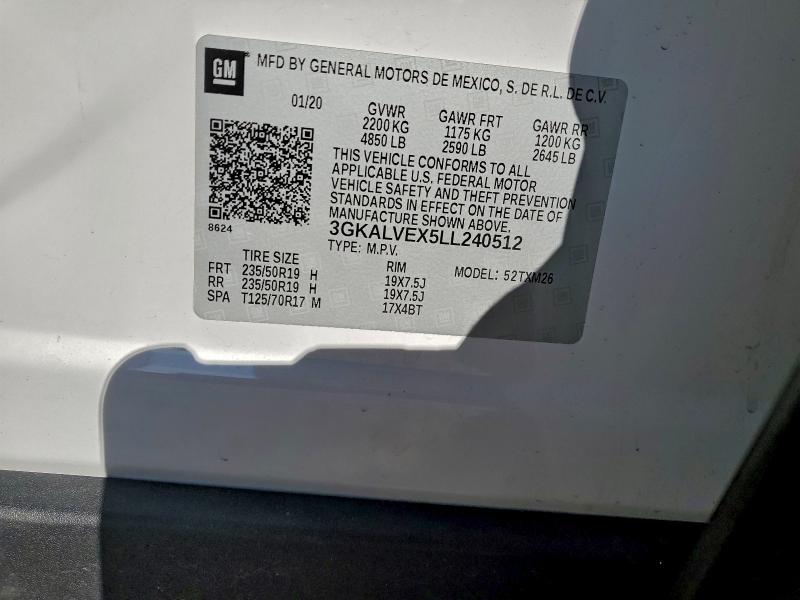 GM MFD BY GENERAL MOTORS DE MEXICO, S. DE R.L. DE C.V.
01/20 GVWR GAWR FRT GAWR RR
2200 KG 1175 KG 1200 KG
4850 LB 2590 LB 2645 LB
THIS VEHICLE CONFORMS TO ALL
APPLICABLE U.S. FEDERAL MOTOR
VEHICLE SAFETY AND THEFT PREVENTION
STANDARDS IN EFFECT ON THE DATE OF
MANUFACTURE SHOWN ABOVE.
8624 3GKALVEX5LL240512
TYPE: M.P.V. MODEL: 52TXM26
TIRE SIZE RIM
FRT 235/50R19 H 19X7.5J
RR 235/50R19 H 19X7.5J
SPA T125/70R17 M 17X4BT